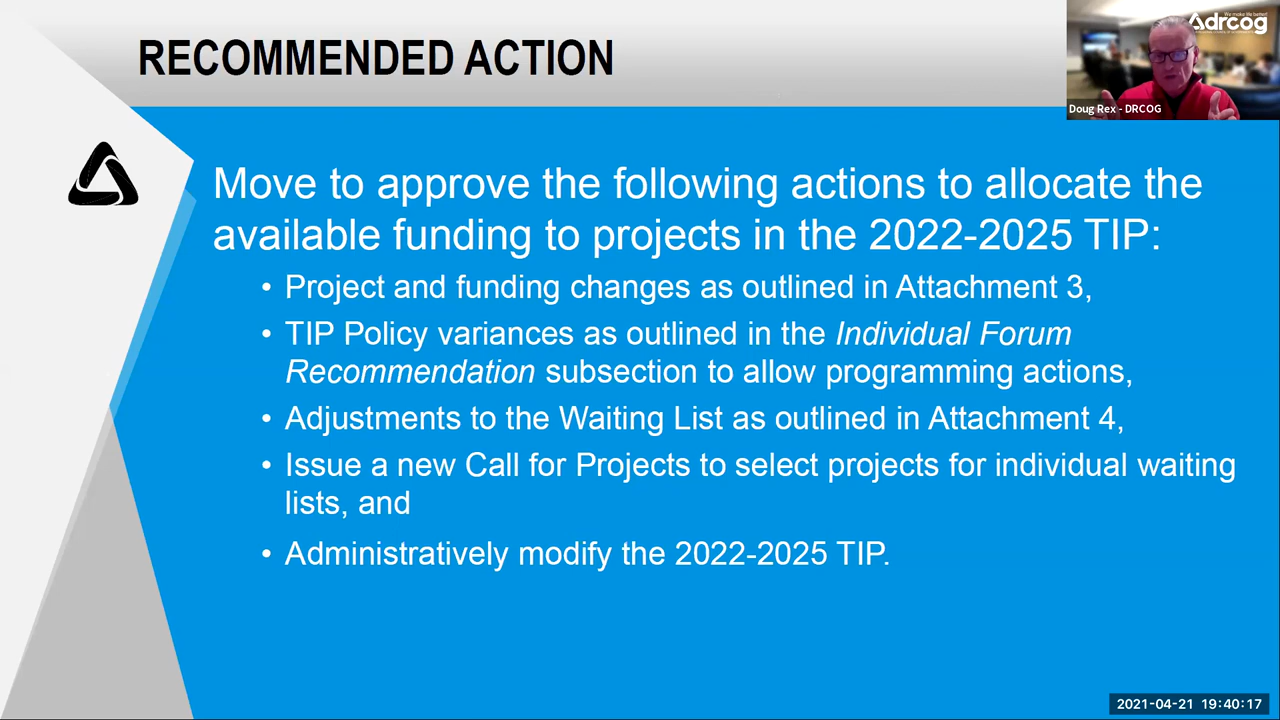 RECOMMENDED ACTION
We make life better!
drcog
Doug Rex - DRCOG
Move to approve the following actions to allocate the
available funding to projects in the 2022-2025 TIP:
• Project and funding changes as outlined in Attachment 3,
• TIP Policy variances as outlined in the Individual Forum
Recommendation subsection to allow programming actions,
• Adjustments to the Waiting List as outlined in Attachment 4,
• Issue a new Call for Projects to select projects for individual waiting
lists, and
• Administratively modify the 2022-2025 TIP.
2021-04-21 19:40:17